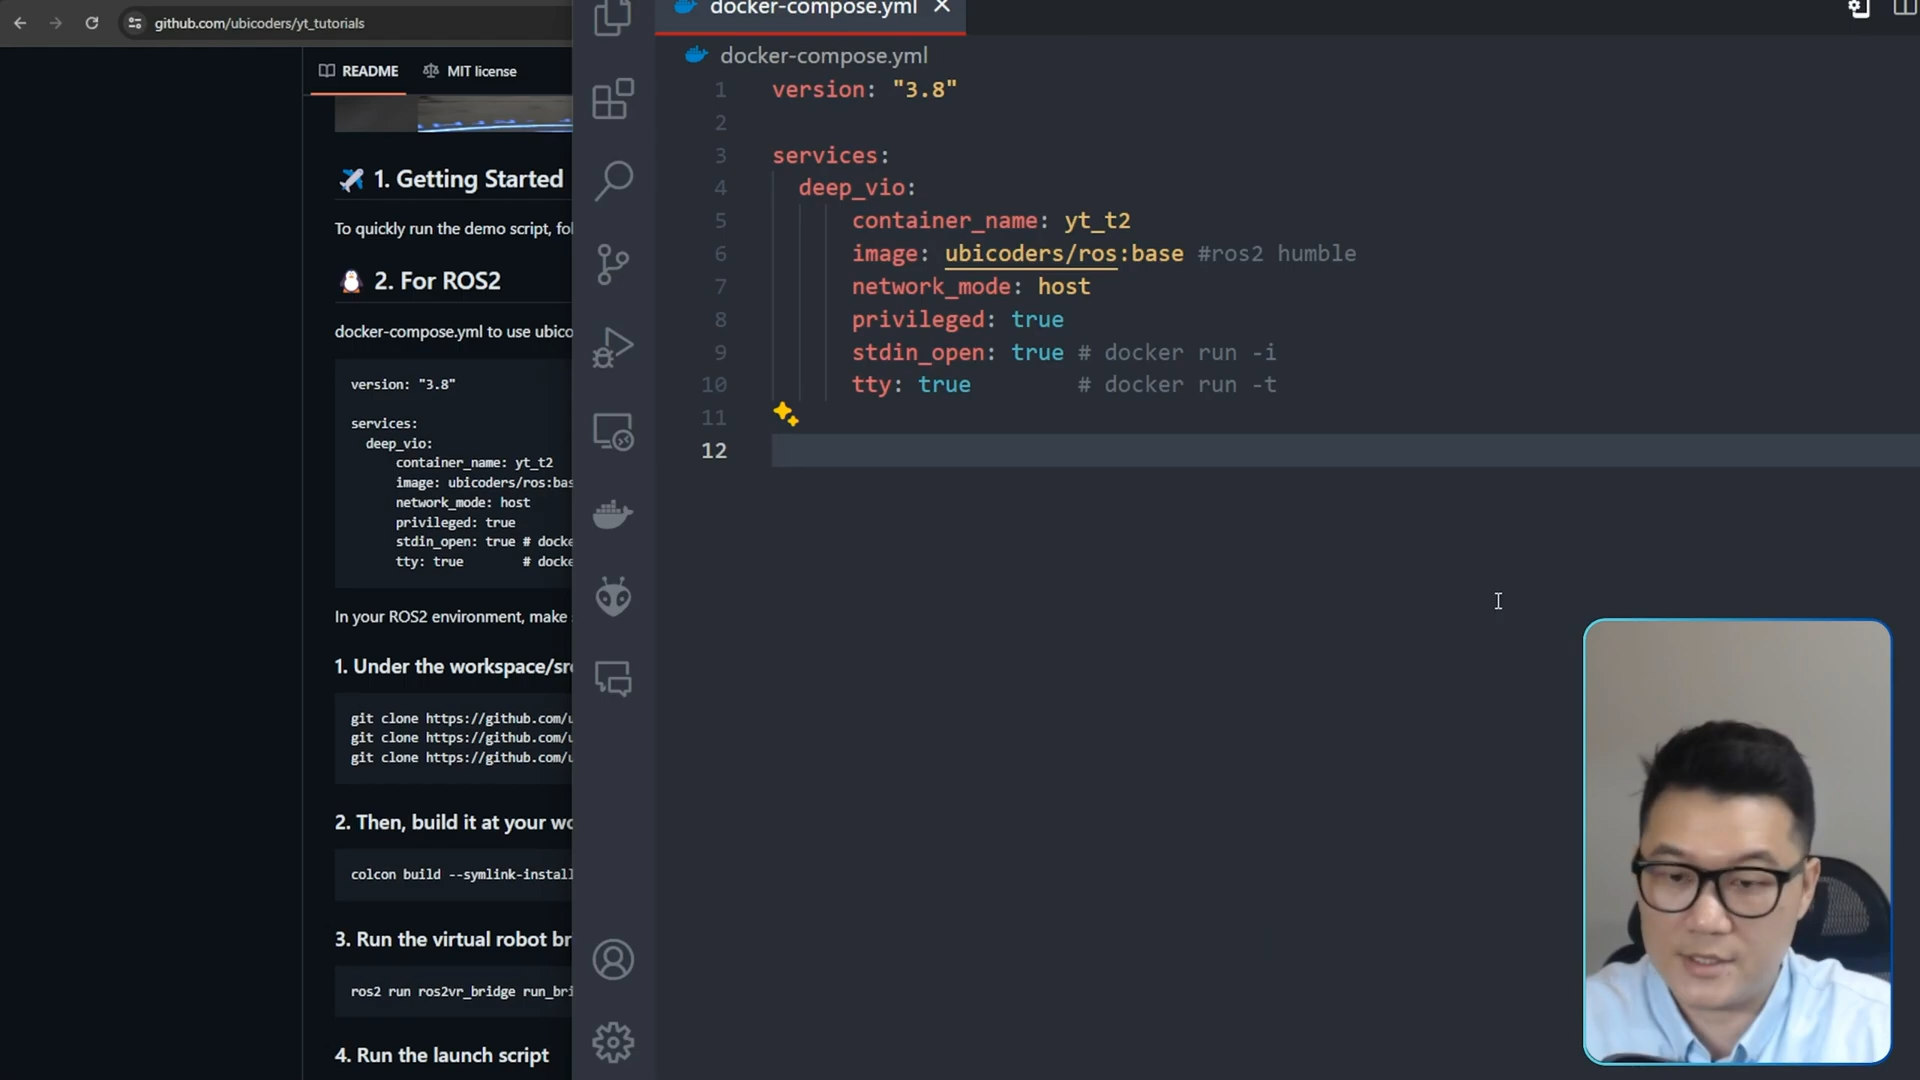 github.com/ubicoders/yt_tutorials
README
MIT license
1. Getting Started
To quickly run the demo script, fol
2. For ROS2
docker-compose.yml to use ubico
version: "3.8"
services:
deep_vio:
container_name: yt_t2
image: ubicoders/ros:bas
network_mode: host
privileged: true
stdin_open: true # docke
tty: true # docke
In your ROS2 environment, make
1. Under the workspace/src
git clone https://github.com/u
git clone https://github.com/u
git clone https://github.com/u
2. Then, build it at your wo
colcon build --symlink-install
3. Run the virtual robot br
ros2 run ros2vr_bridge run_bri
4. Run the launch script
docker-compose.yml
docker-compose.yml
1 version: "3.8"
2
3 services:
4 deep_vio:
5 container_name: yt_t2
6 image: ubicoders/ros:base #ros2 humble
7 network_mode: host
8 privileged: true
9 stdin_open: true # docker run -i
10 tty: true # docker run -t
11
12